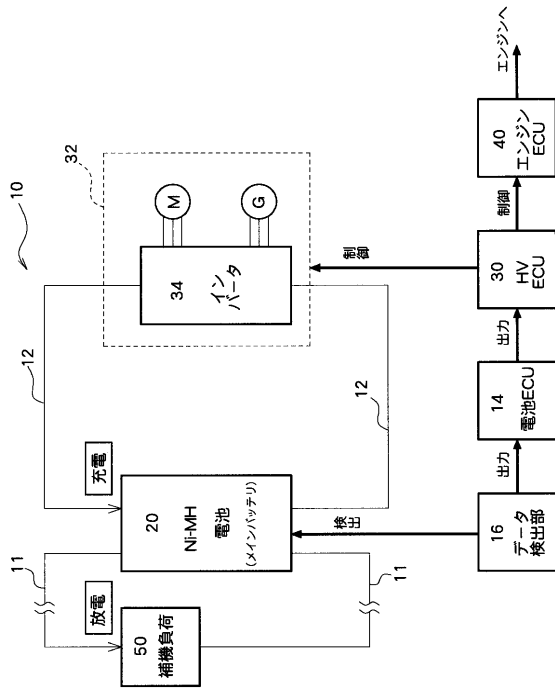 10
32
M
G
34
イン
バータ
12
12
充電
放電
11
11
20
Ni-MH
電池
(メインバッテリ)
50
補機負荷
検出
制御
16
データ
検出部
出力
14
電池ECU
出力
30
HV
ECU
制御
40
エンジン
ECU
エンジンへ